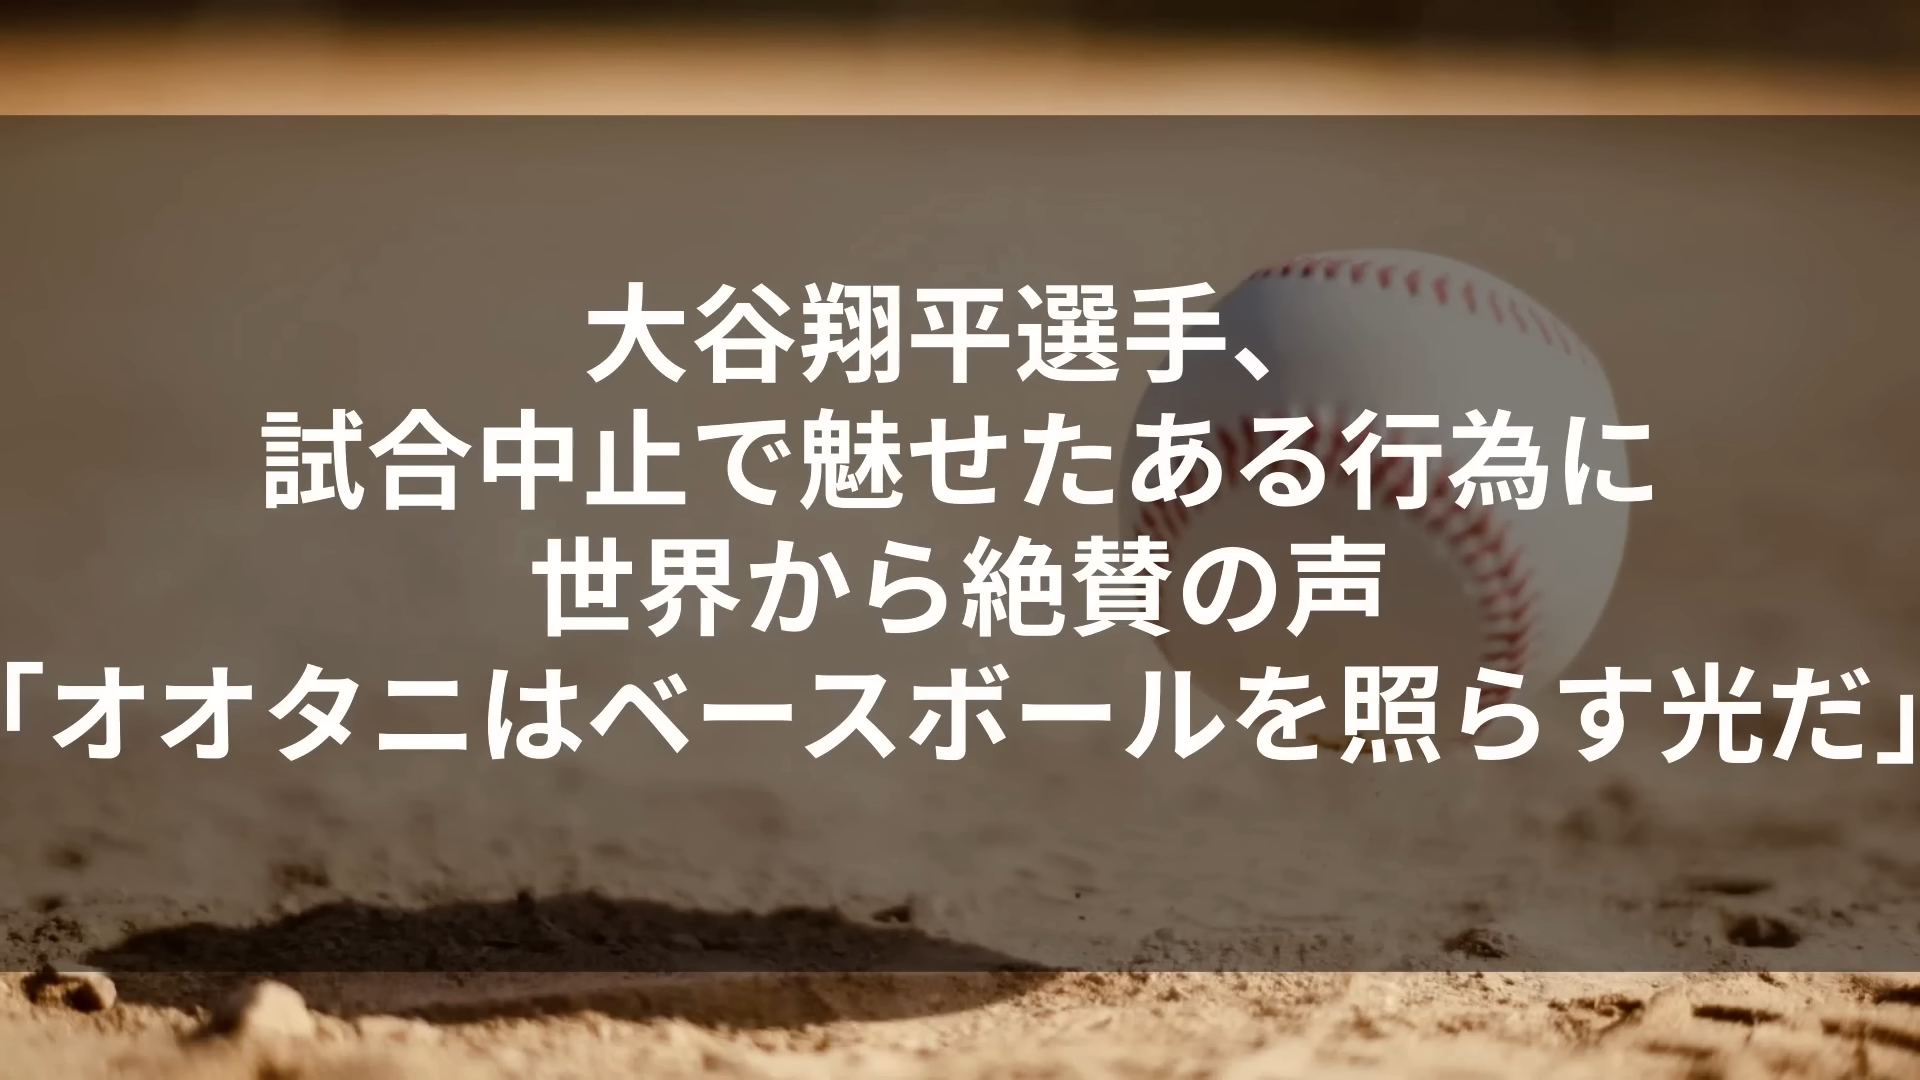 大谷翔平選手、
試合中止で魅せたある行為に
世界から絶賛の声
「オオタニはベースボールを照らす光だ」